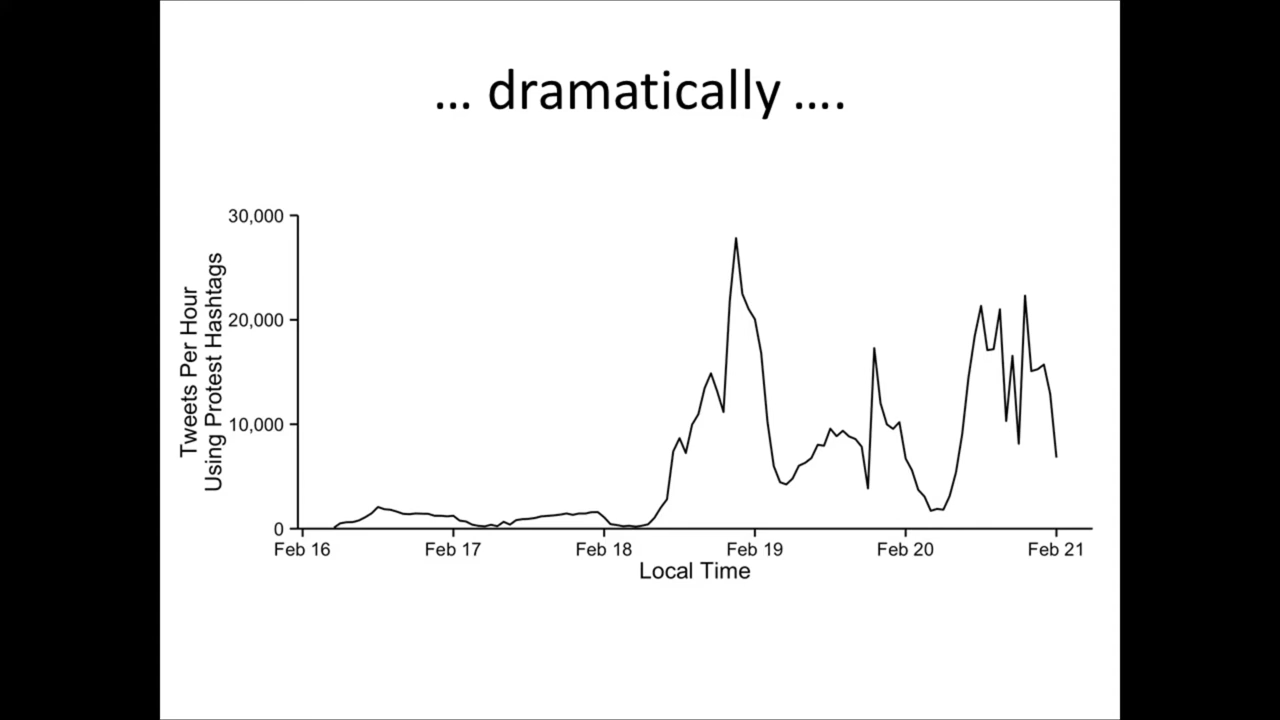 ... dramatically ....
30,000
20,000
10,000
0
Tweets Per Hour
Using Protest Hashtags
Feb 16 Feb 17 Feb 18 Feb 19 Feb 20 Feb 21
Local Time